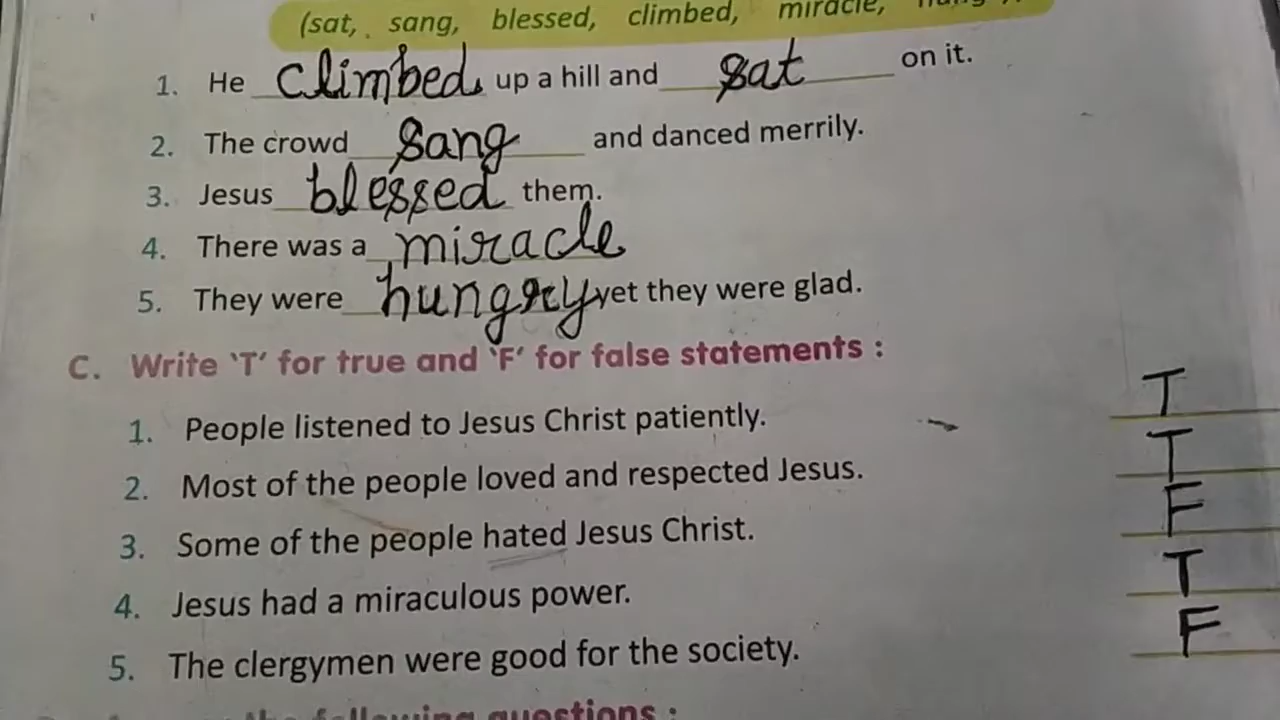 (sat, sang, blessed, climbed, miracle,
1. He climbed up a hill and sat on it.
2. The crowd sang and danced merrily.
3. Jesus blessed them.
4. There was a miracle
5. They were hungry yet they were glad.
C. Write 'T' for true and 'F' for false statements :
1. People listened to Jesus Christ patiently. T
2. Most of the people loved and respected Jesus. T
3. Some of the people hated Jesus Christ. F
4. Jesus had a miraculous power. T
5. The clergymen were good for the society. F
the following questions :